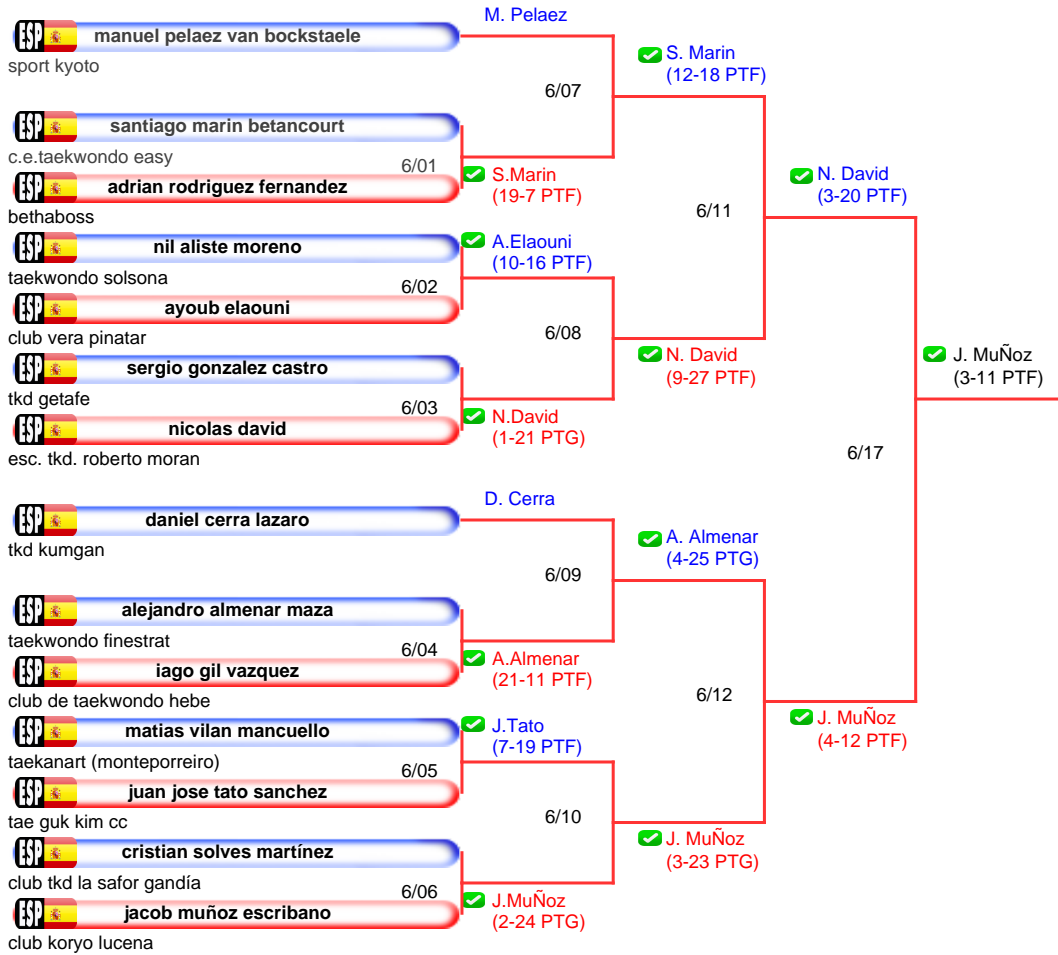 M. Pelaez
ESP manuel pelaez van bockstaele
sport kyoto
S. Marin
(12-18 PTF)
6/07
ESP santiago marin betancourt
c.e.taekwondo easy
6/01
ESP adrian rodriguez fernandez
bethaboss
S.Marin
(19-7 PTF)
N. David
(3-20 PTF)
6/11
ESP nil aliste moreno
taekwondo solsona
A.Elaouni
(10-16 PTF)
6/02
ESP ayoub elaouni
club vera pinatar
6/08
ESP sergio gonzalez castro
tkd getafe
N. David
(9-27 PTF)
6/03
ESP nicolas david
esc. tkd. roberto moran
N.David
(1-21 PTG)
J. MuÑoz
(3-11 PTF)
6/17
D. Cerra
ESP daniel cerra lazaro
tkd kumgan
A. Almenar
(4-25 PTG)
6/09
ESP alejandro almenar maza
taekwondo finestrat
6/04
ESP iago gil vazquez
club de taekwondo hebe
A.Almenar
(21-11 PTF)
6/12
J. MuÑoz
(4-12 PTF)
ESP matias vilan mancuello
taekanart (monteporreiro)
J.Tato
(7-19 PTF)
6/05
ESP juan jose tato sanchez
tae guk kim cc
6/10
ESP cristian solves martínez
club tkd la safor gandía
J. MuÑoz
(3-23 PTG)
6/06
ESP jacob muñoz escribano
club koryo lucena
J.MuÑoz
(2-24 PTG)